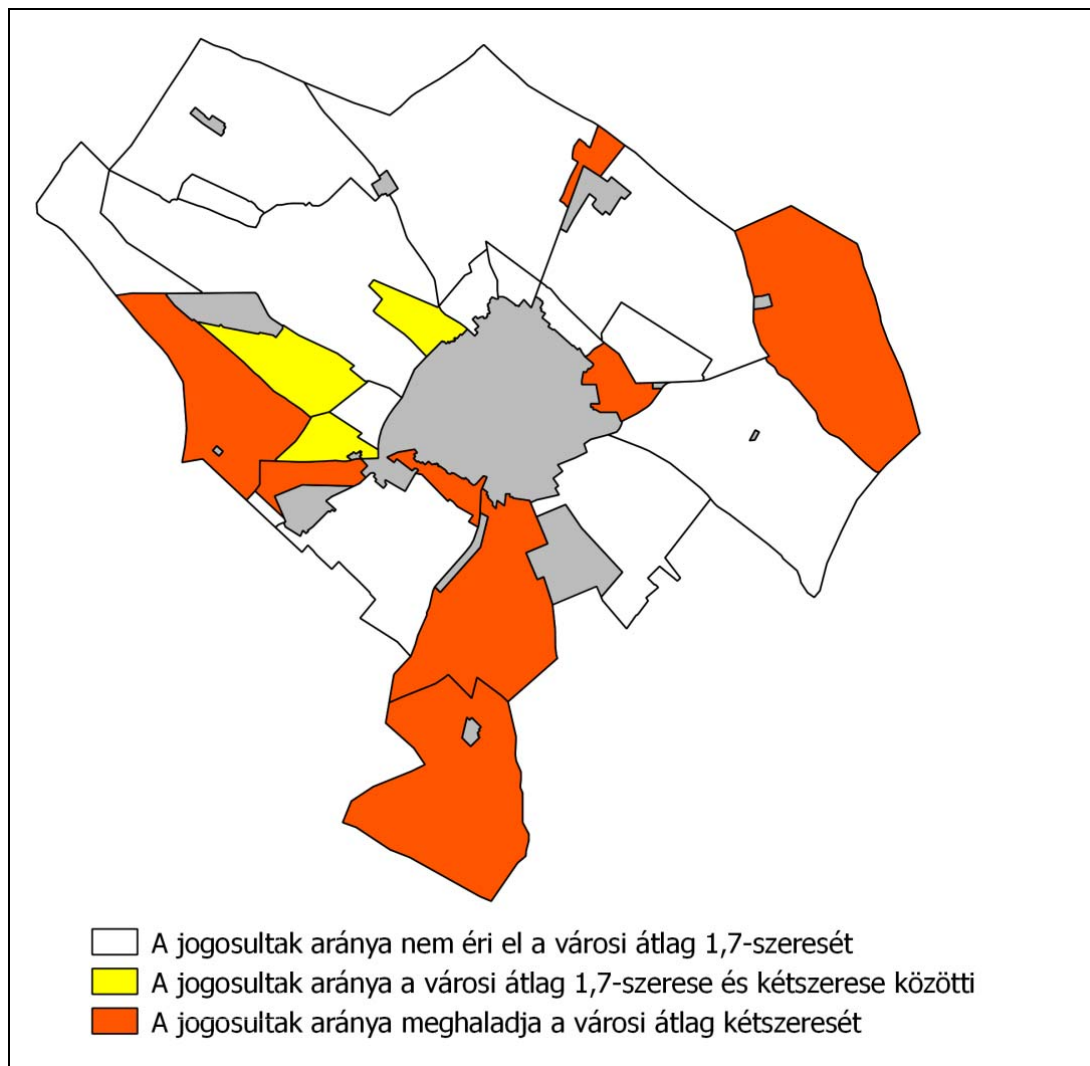 A jogosultak aránya nem éri el a városi átlag 1,7-szeresét
A jogosultak aránya a városi átlag 1,7-szerese és kétszerese közötti
A jogosultak aránya meghaladja a városi átlag kétszeresét